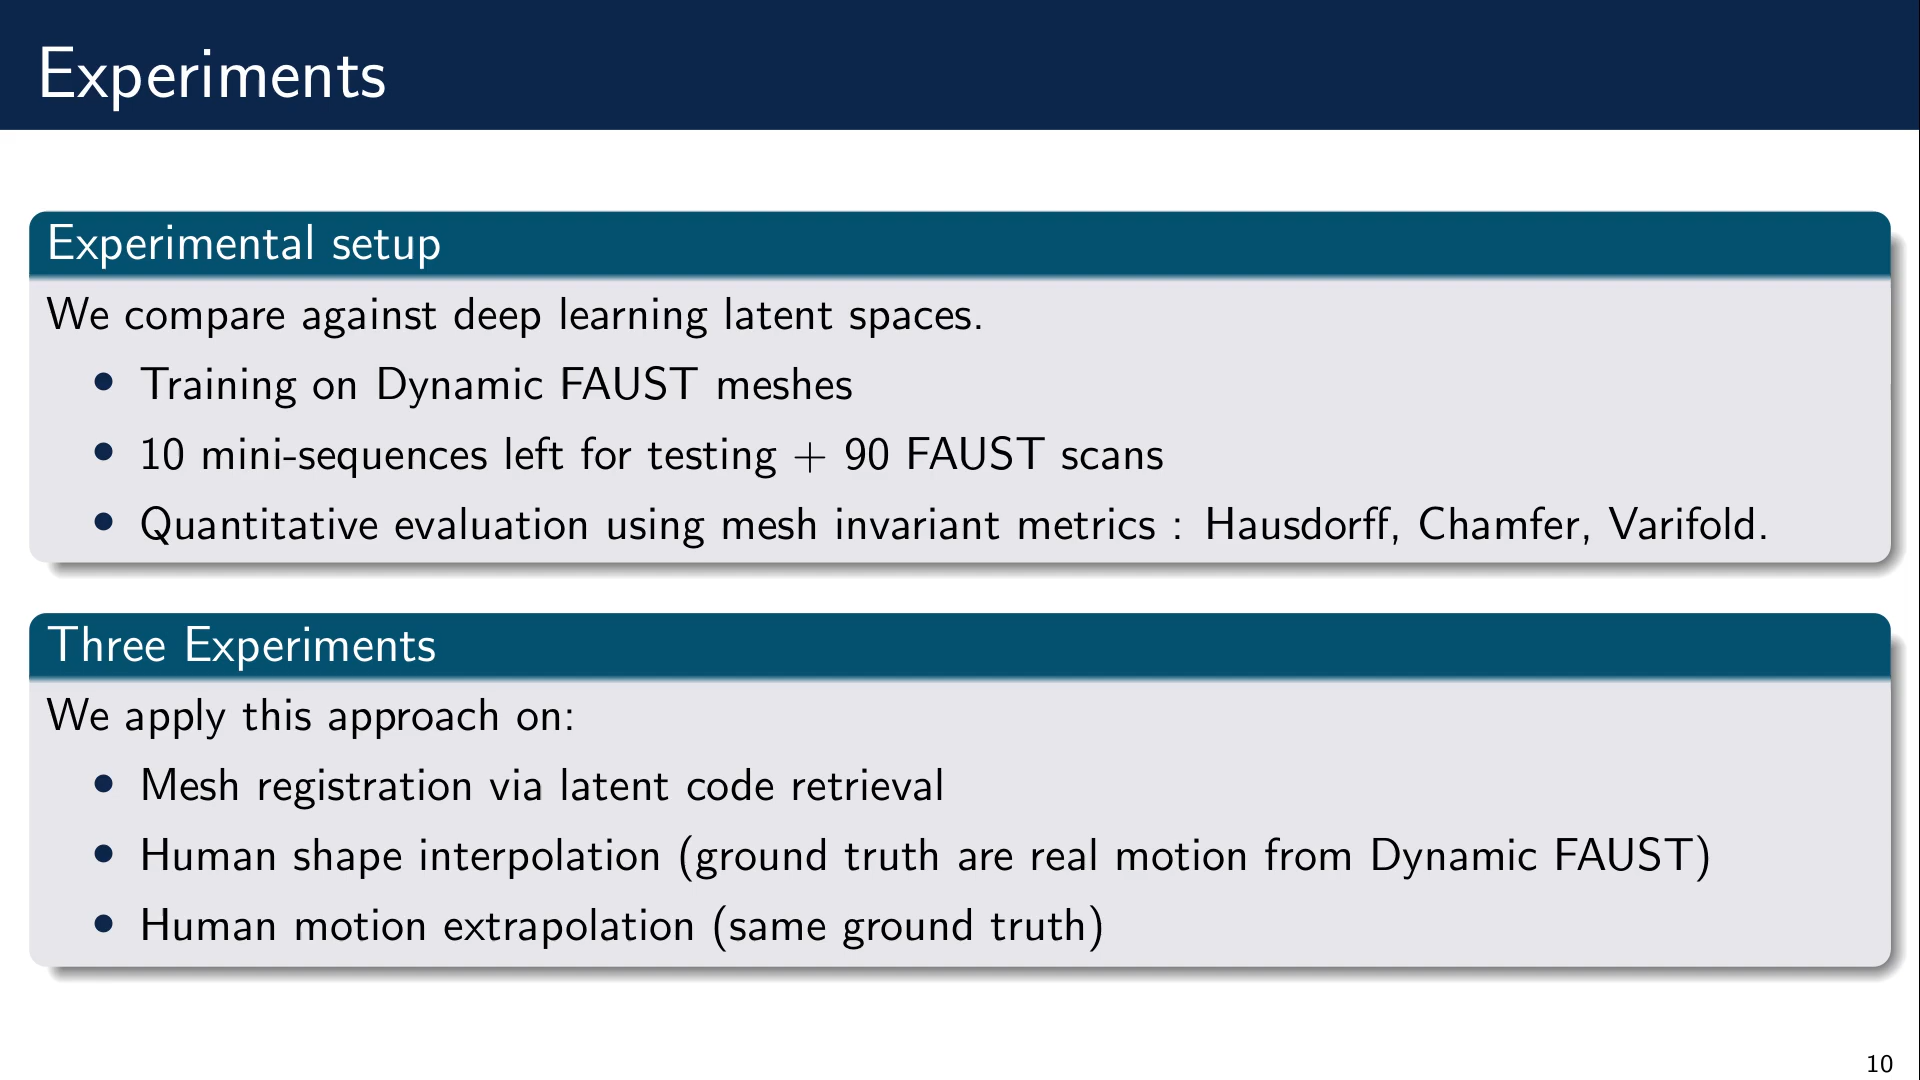 Experiments
Experimental setup
We compare against deep learning latent spaces.
• Training on Dynamic FAUST meshes
• 10 mini-sequences left for testing + 90 FAUST scans
• Quantitative evaluation using mesh invariant metrics : Hausdorff, Chamfer, Varifold.
Three Experiments
We apply this approach on:
• Mesh registration via latent code retrieval
• Human shape interpolation (ground truth are real motion from Dynamic FAUST)
• Human motion extrapolation (same ground truth)
10